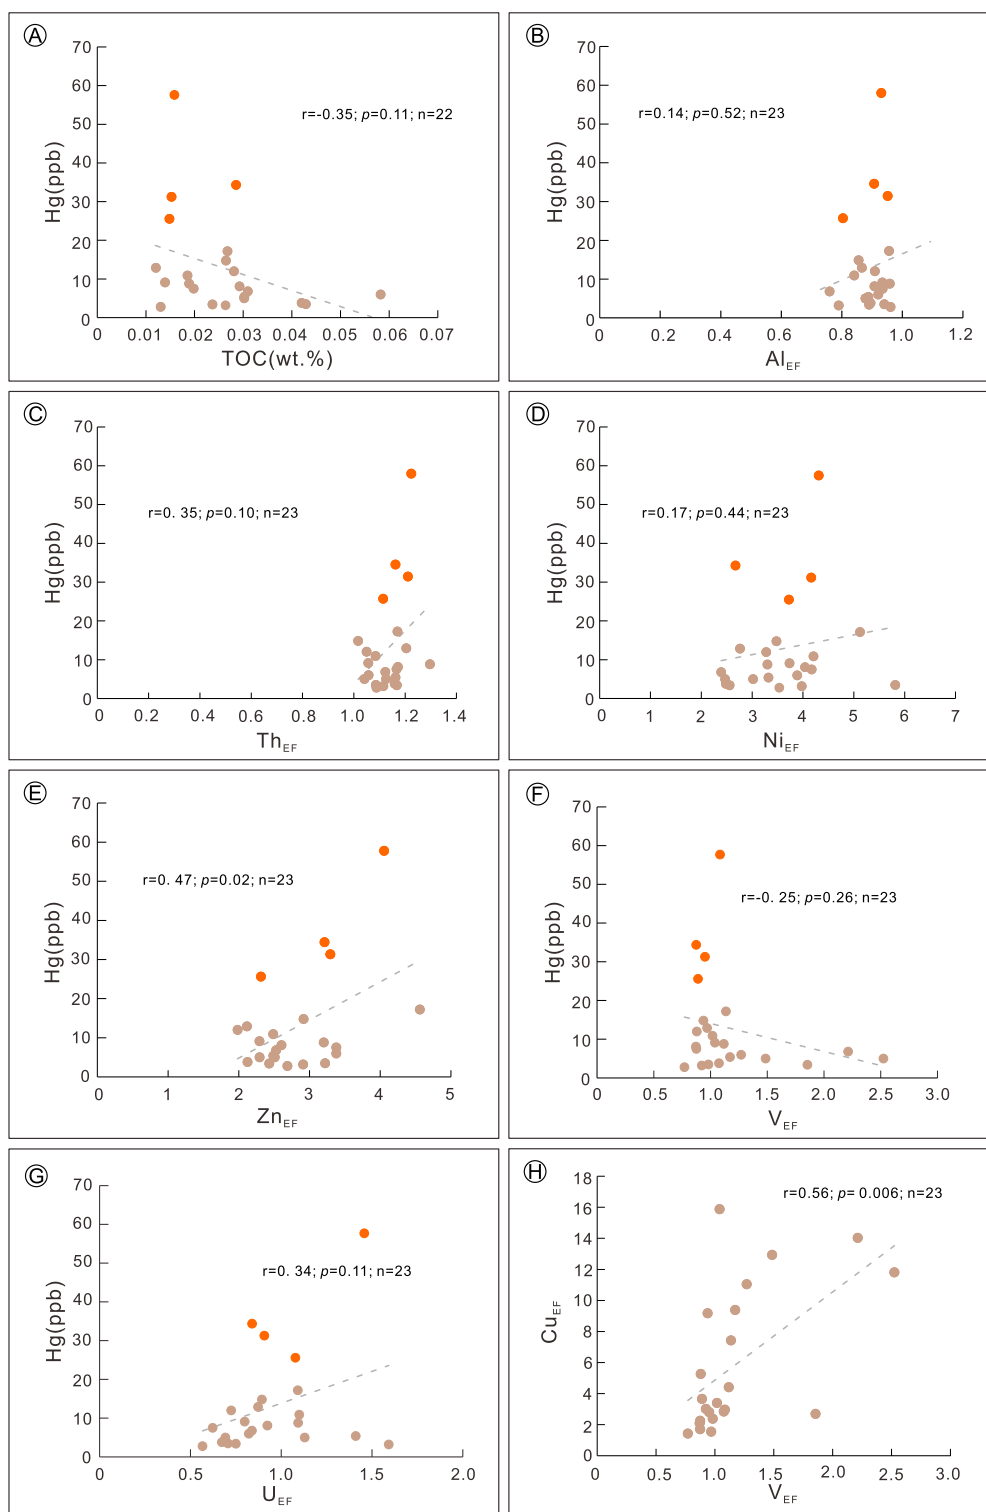 A
70
60
50
40
30
20
10
0
Hg(ppb)
r=-0.35; p=0.11; n=22
0 0.01 0.02 0.03 0.04 0.05 0.06 0.07
TOC(wt.%)
B
70
60
50
40
30
20
10
0
Hg(ppb)
r=0.14; p=0.52; n=23
0 0.2 0.4 0.6 0.8 1.0 1.2
AlEF
C
70
60
50
40
30
20
10
0
Hg(ppb)
r=0. 35; p=0.10; n=23
0 0.2 0.4 0.6 0.8 1.0 1.2 1.4
ThEF
D
70
60
50
40
30
20
10
0
Hg(ppb)
r=0.17; p=0.44; n=23
0 1 2 3 4 5 6 7
NiEF
E
70
60
50
40
30
20
10
0
Hg(ppb)
r=0. 47; p=0.02; n=23
0 1 2 3 4 5
ZnEF
F
70
60
50
40
30
20
10
0
Hg(ppb)
r=-0. 25; p=0.26; n=23
0 0.5 1.0 1.5 2.0 2.5 3.0
VEF
G
70
60
50
40
30
20
10
0
Hg(ppb)
r=0. 34; p=0.11; n=23
0 0.5 1.0 1.5 2.0
UEF
H
18
16
14
12
10
8
6
4
2
0
CuEF
r=0.56; p= 0.006; n=23
0 0.5 1.0 1.5 2.0 2.5 3.0
VEF